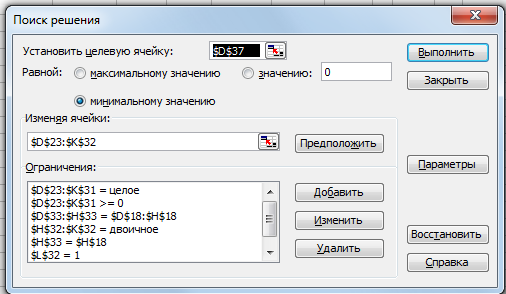 Поиск решения
Установить целевую ячейку: $D$37
Выполнить
Равной: максимальному значению значению: 0
Закрыть
минимальному значению
Изменяя ячейки:
$D$23:$K$32
Предположить
Параметры
Ограничения:
$D$23:$K$31 = целое
Добавить
$D$23:$K$31 >= 0
$D$33:$H$33 = $D$18:$H$18
Изменить
$H$32:$K$32 = двоичное
Восстановить
$H$33 = $H$18
Удалить
$L$32 = 1
Справка